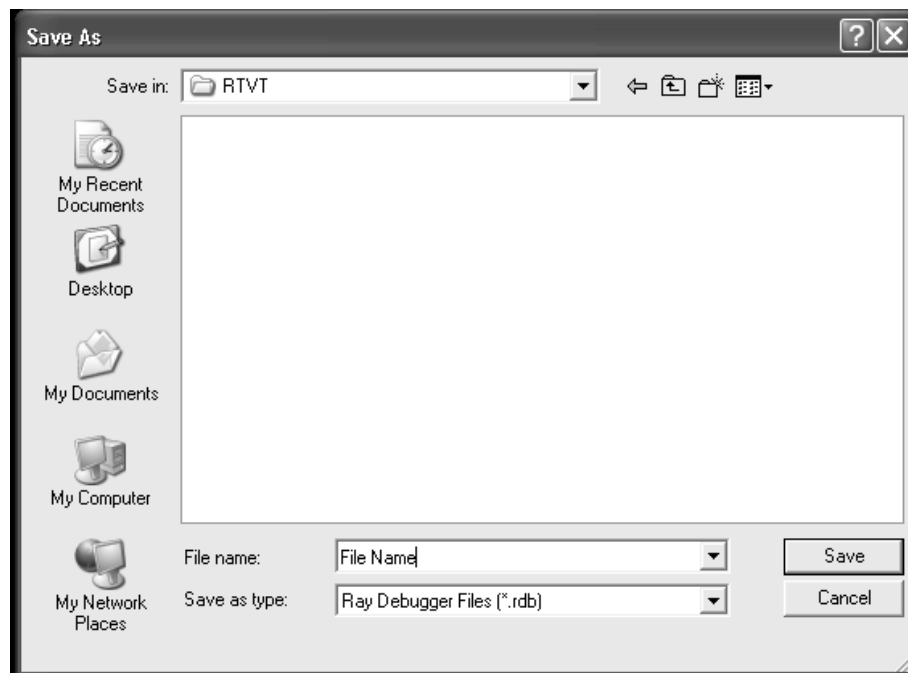 Save As
Save in:
RTVT
My Recent
Documents
Desktop
My Documents
My Computer
My Network
Places
File name:
File Name
Save
Save as type:
Ray Debugger Files (*.rdb)
Cancel